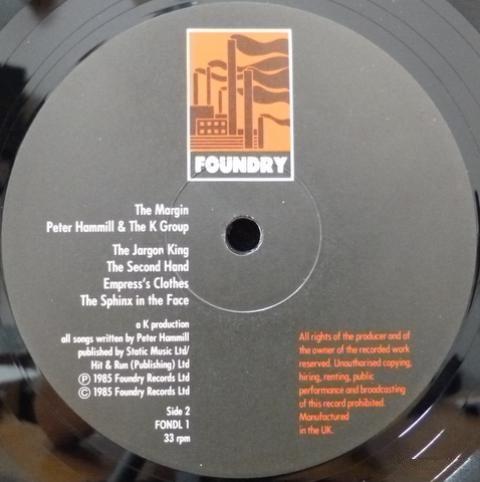 FOUNDRY
The Margin
Peter Hammill & The K Group
The Jargon King
The Second Hand
Empress's Clothes
The Sphinx in the Face
a K production
all songs written by Peter Hammill
published by Static Music Ltd/
Hit & Run (Publishing) Ltd
Ⓟ 1985 Foundry Records Ltd
© 1985 Foundry Records Ltd
Side 2
FONDL 1
33 rpm
All rights of the producer and of
the owner of the recorded work
reserved. Unauthorised copying,
hiring, renting, public
performance and broadcasting
of this record prohibited.
Manufactured
in the UK.